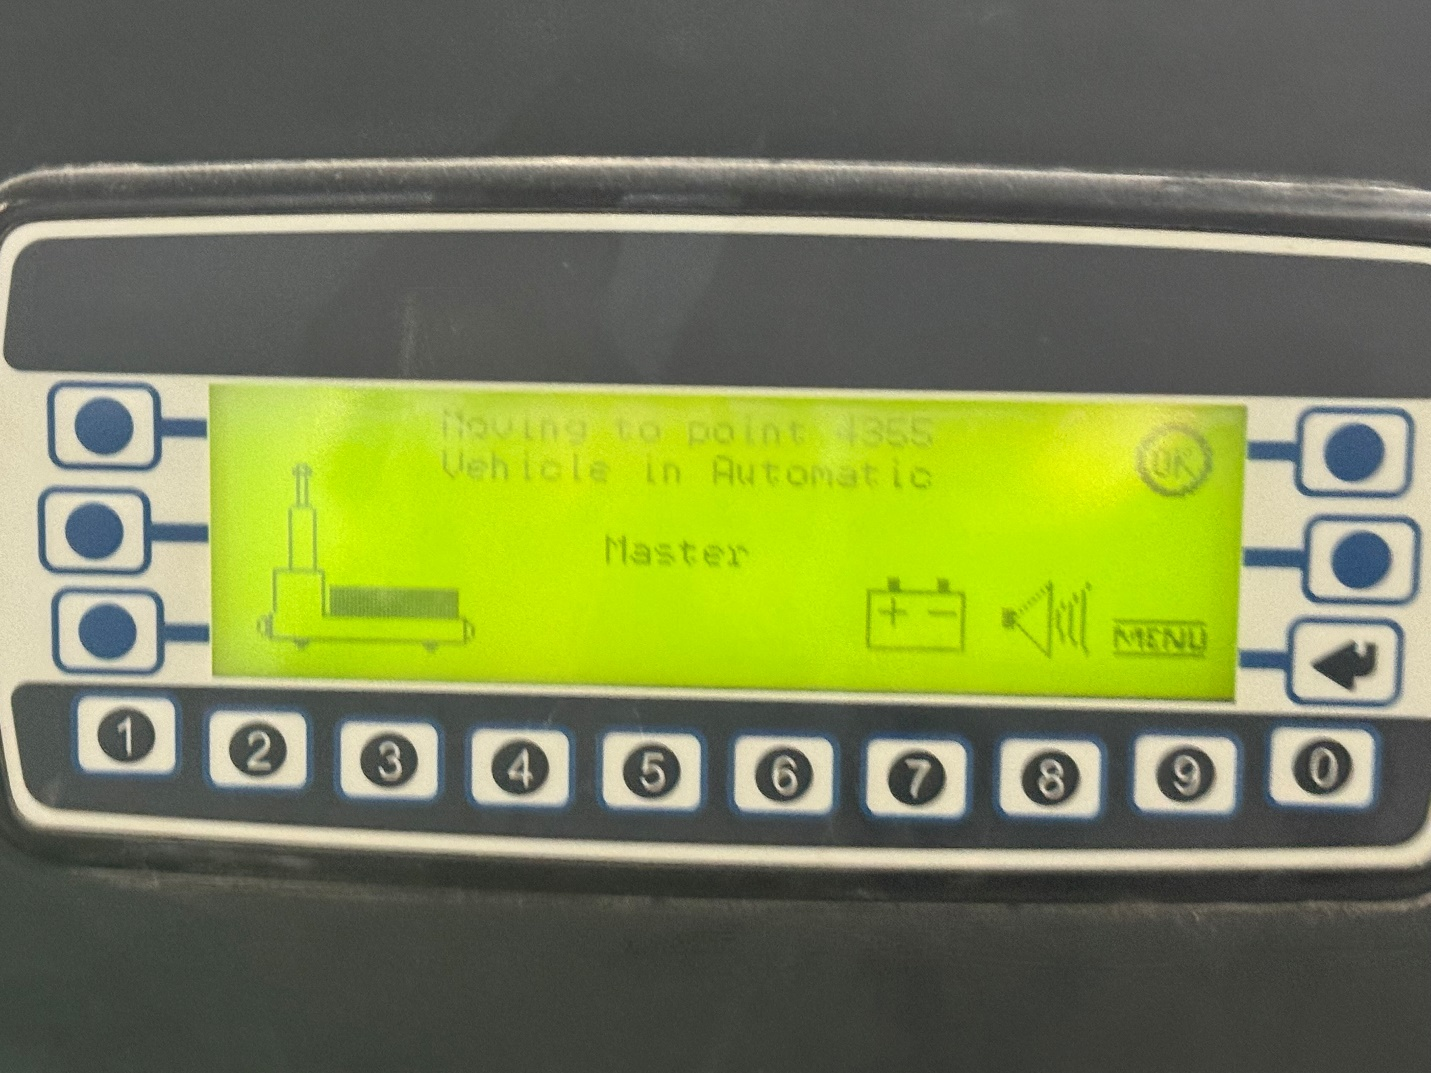 Moving to point 4355
Vehicle in Automatic
OK
Master
+ -
MENU
1 2 3 4 5 6 7 8 9 0